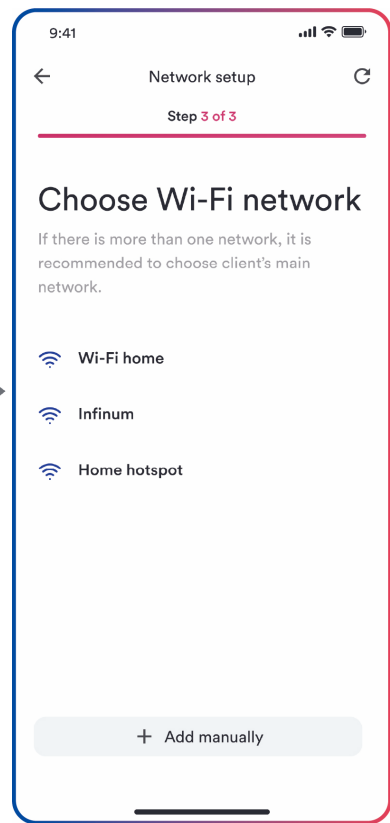 9:41
Network setup
Step 3 of 3
Choose Wi-Fi network
If there is more than one network, it is
recommended to choose client's main
network.
Wi-Fi home
Infinum
Home hotspot
+ Add manually